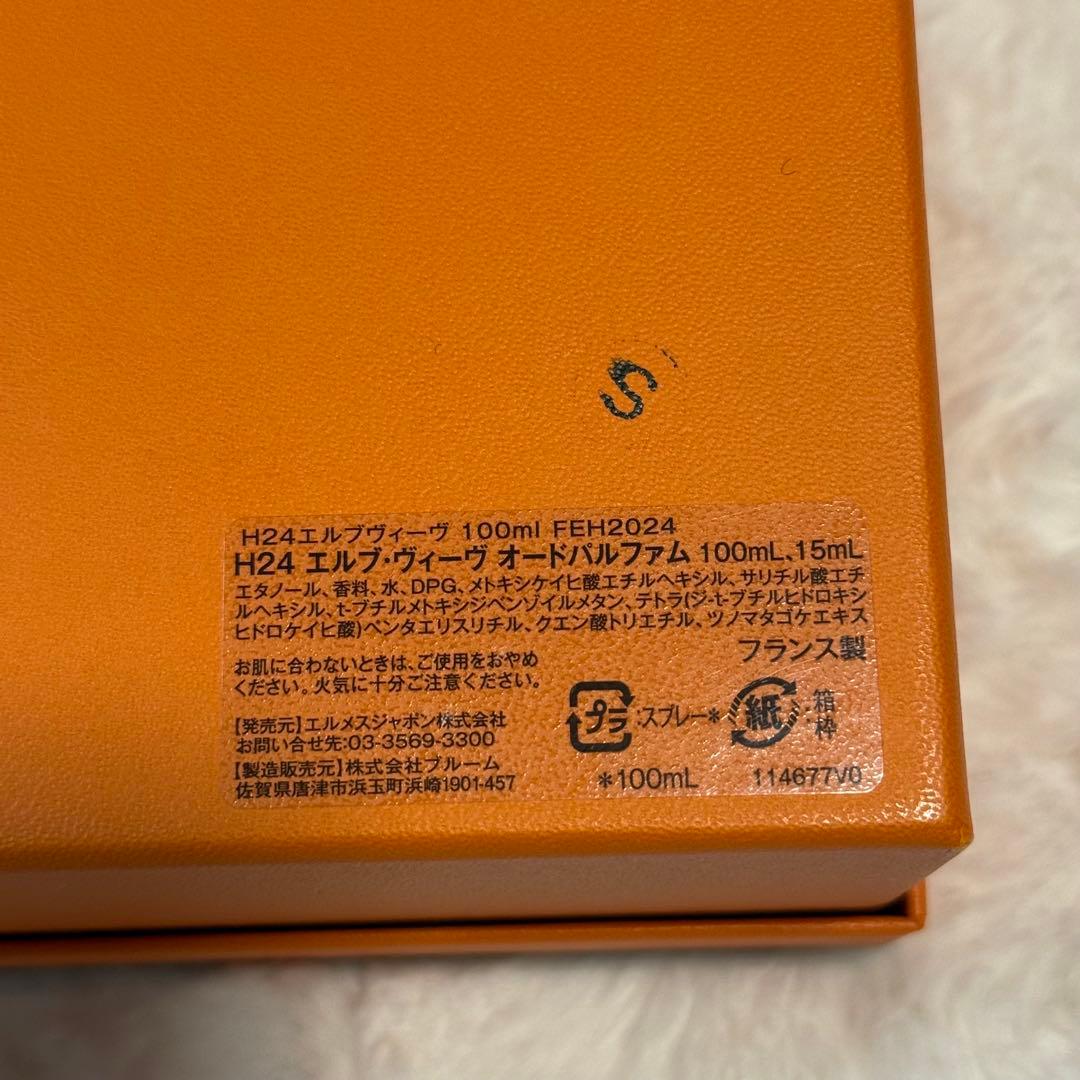 S
H24エルブヴィーヴ 100ml FEH2024
H24 エルブ・ヴィーヴ オードパルファム 100mL、15mL
エタノール、香料、水、DPG、メトキシケイヒ酸エチルヘキシル、サリチル酸エチ
ルヘキシル、t-ブチルメトキシジベンゾイルメタン、テトラ(ジ-t-ブチルヒドロキシ
ヒドロケイヒ酸)ペンタエリスリチル、クエン酸トリエチル、ツノマタゴケエキス
フランス製
お肌に合わないときは、ご使用をおやめ
ください。火気に十分ご注意ください。
プラ:スプレー* 紙:箱 枠
【発売元】エルメスジャポン株式会社
お問い合せ先:03-3569-3300
【製造販売元】株式会社ブルーム
佐賀県唐津市浜玉町浜崎1901-457
*100mL 114677V0